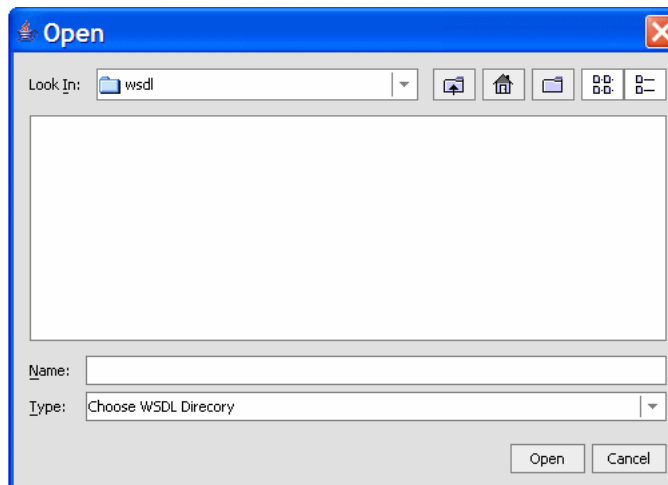 Open
Look In: wsdl
Name:
Type: Choose WSDL Direcory
Open Cancel